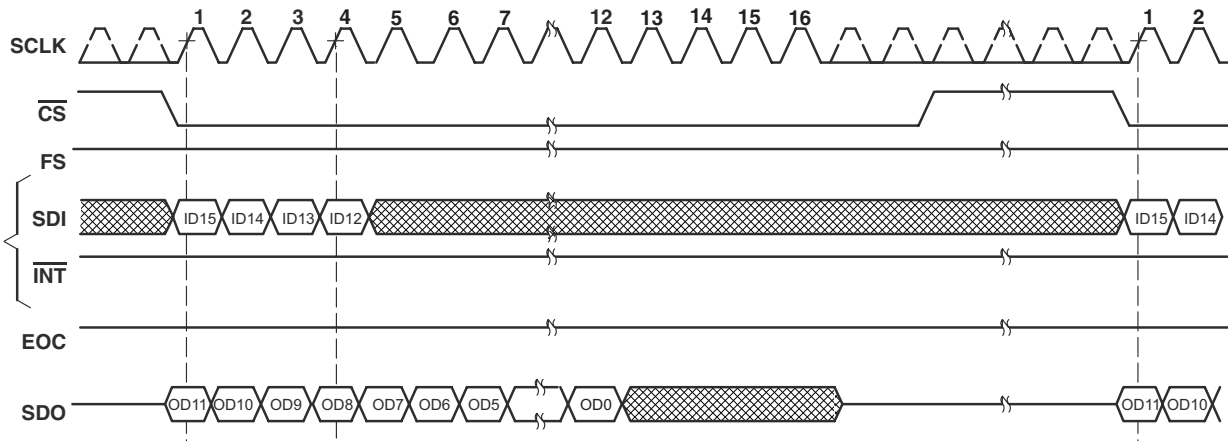 1 2 3 4 5 6 7 12 13 14 15 16 1 2
SCLK
CS
FS
SDI ID15 ID14 ID13 ID12 ID15 ID14
INT
EOC
SDO OD11 OD10 OD9 OD8 OD7 OD6 OD5 OD0 OD11 OD10